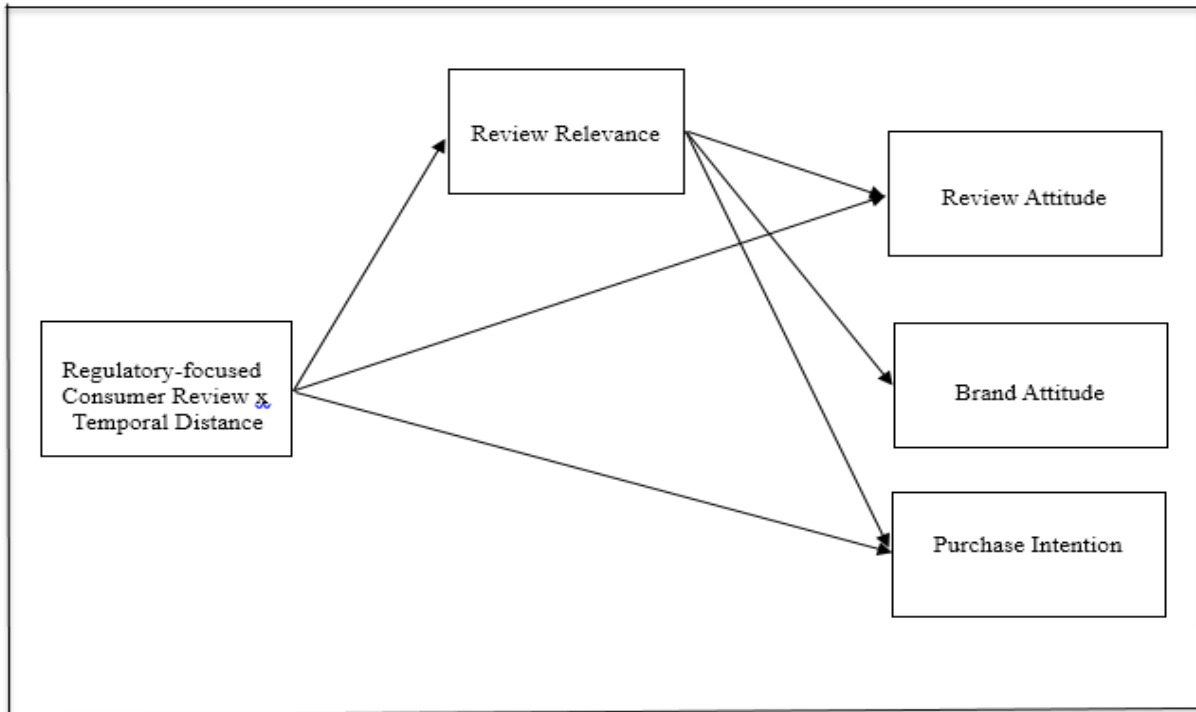 Review Relevance
Review Attitude
Regulatory-focused
Consumer Review x
Temporal Distance
Brand Attitude
Purchase Intention